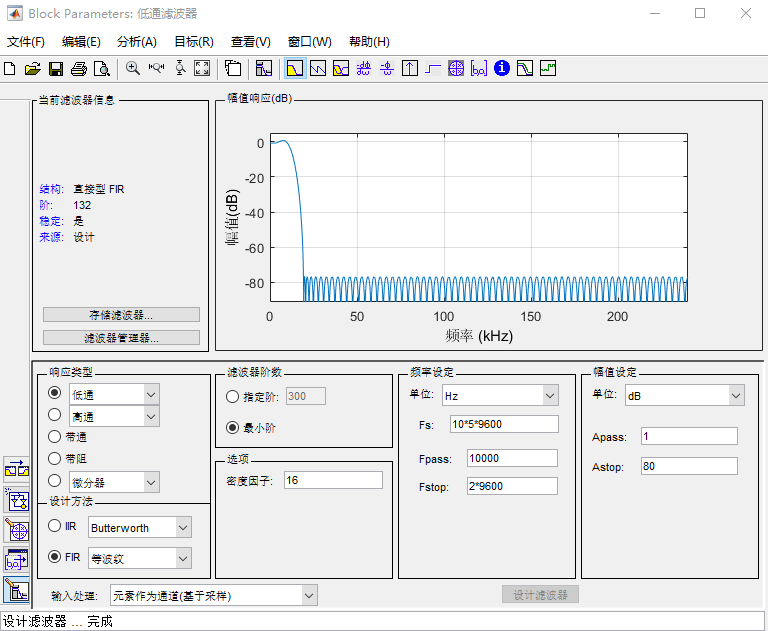 Block Parameters: 低通滤波器
文件(F) 编辑(E) 分析(A) 目标(R) 查看(V) 窗口(W) 帮助(H)
当前滤波器信息
结构: 直接型 FIR
阶: 132
稳定: 是
来源: 设计
存储滤波器...
滤波器管理器...
幅值响应(dB)
0
-20
-40
-60
-80
幅值(dB)
0 50 100 150 200
频率 (kHz)
响应类型
低通
高通
带通
带阻
微分器
设计方法
IIR Butterworth
FIR 等波纹
滤波器阶数
指定阶: 300
最小阶
选项
密度因子: 16
频率设定
单位: Hz
Fs: 10*5*9600
Fpass: 10000
Fstop: 2*9600
幅值设定
单位: dB
Apass: 1
Astop: 80
输入处理: 元素作为通道(基于采样)
设计滤波器
设计滤波器 ... 完成